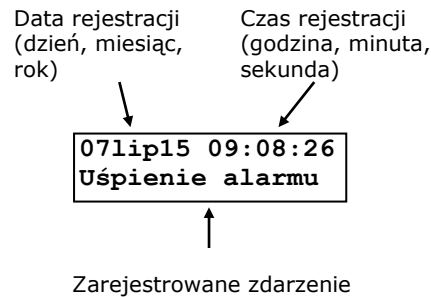 Data rejestracji
(dzień, miesiąc,
rok)
Czas rejestracji
(godzina, minuta,
sekunda)
07lip15 09:08:26
Uśpienie alarmu
Zarejestrowane zdarzenie